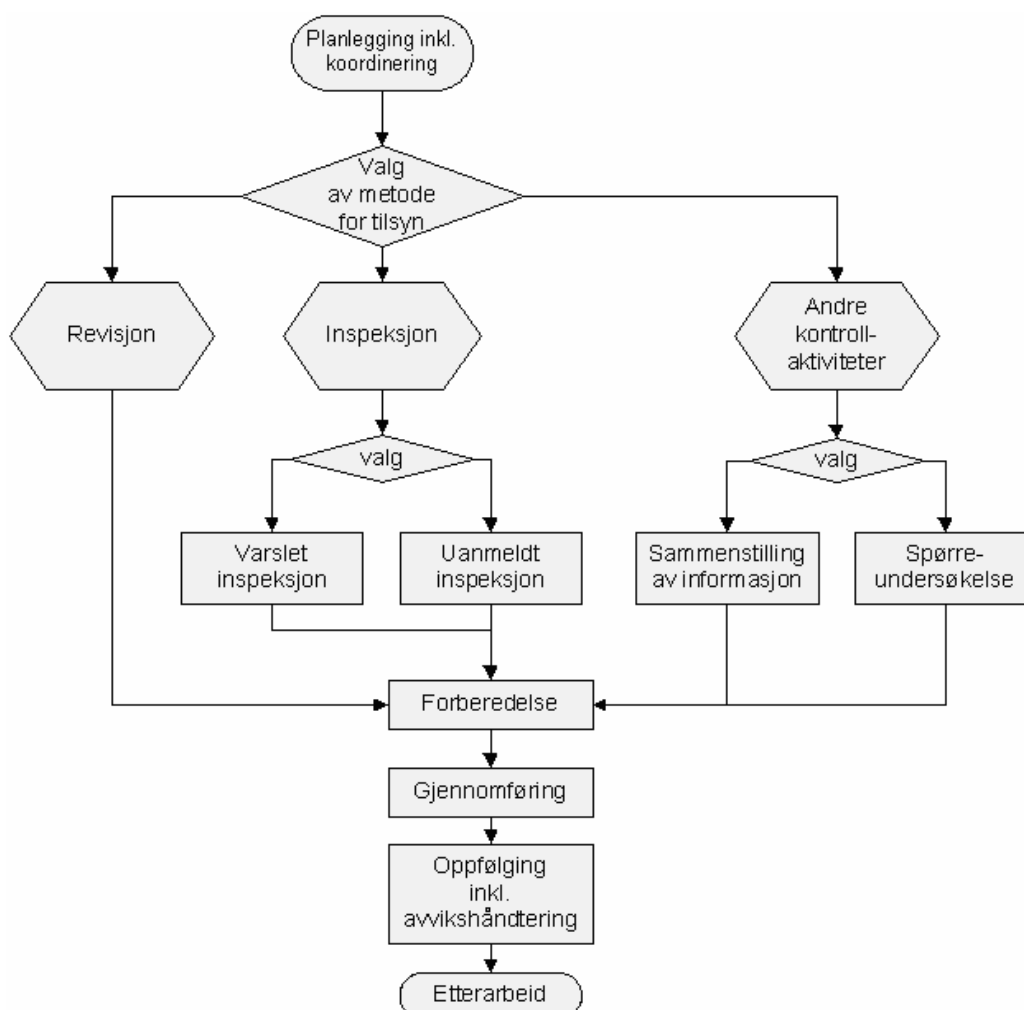 Planlegging inkl.
koordinering
Valg
av metode
for tilsyn
Revisjon
Inspeksjon
Andre
kontroll-
aktiviteter
valg
valg
Varslet
inspeksjon
Uanmeldt
inspeksjon
Sammenstilling
av informasjon
Spørre-
undersøkelse
Forberedelse
Gjennomføring
Oppfølging
inkl.
avvikshåndtering
Etterarbeid